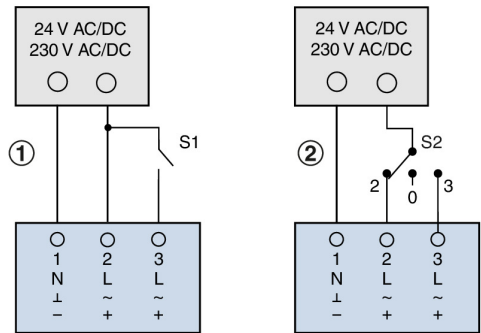 24 V AC/DC
230 V AC/DC
① S1
1 2 3
N L L
⊥ ~ ~
– + +
24 V AC/DC
230 V AC/DC
② S2
2 0 3
1 2 3
N L L
⊥ ~ ~
– + +